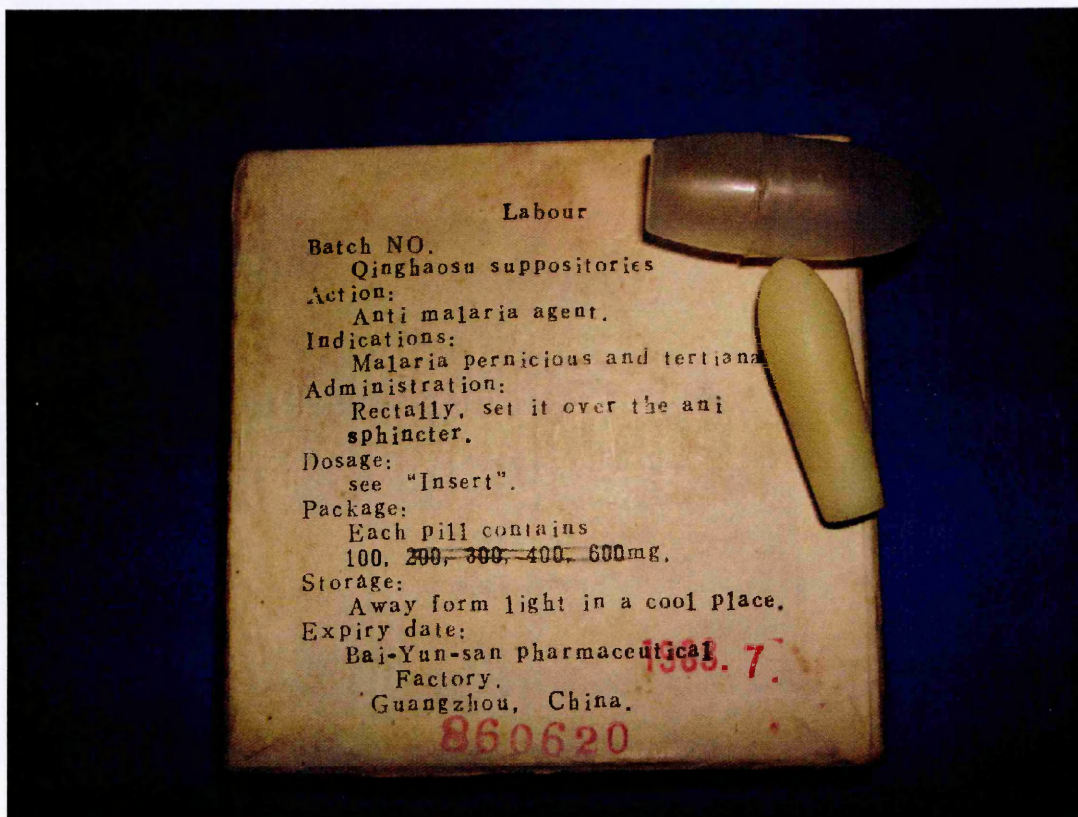 Labour
Batch NO.
Qinghaosu suppositories
Action:
Anti malaria agent.
Indications:
Malaria pernicious and tertiana
Administration:
Rectally, set it over the ani
sphincter.
Dosage:
see "Insert".
Package:
Each pill contains
100, 200, 300, 400, 600mg.
Storage:
Away form light in a cool place.
Expiry date:
Bai-Yun-san pharmaceutical
1988.7.
Factory,
Guangzhou, China.
860620